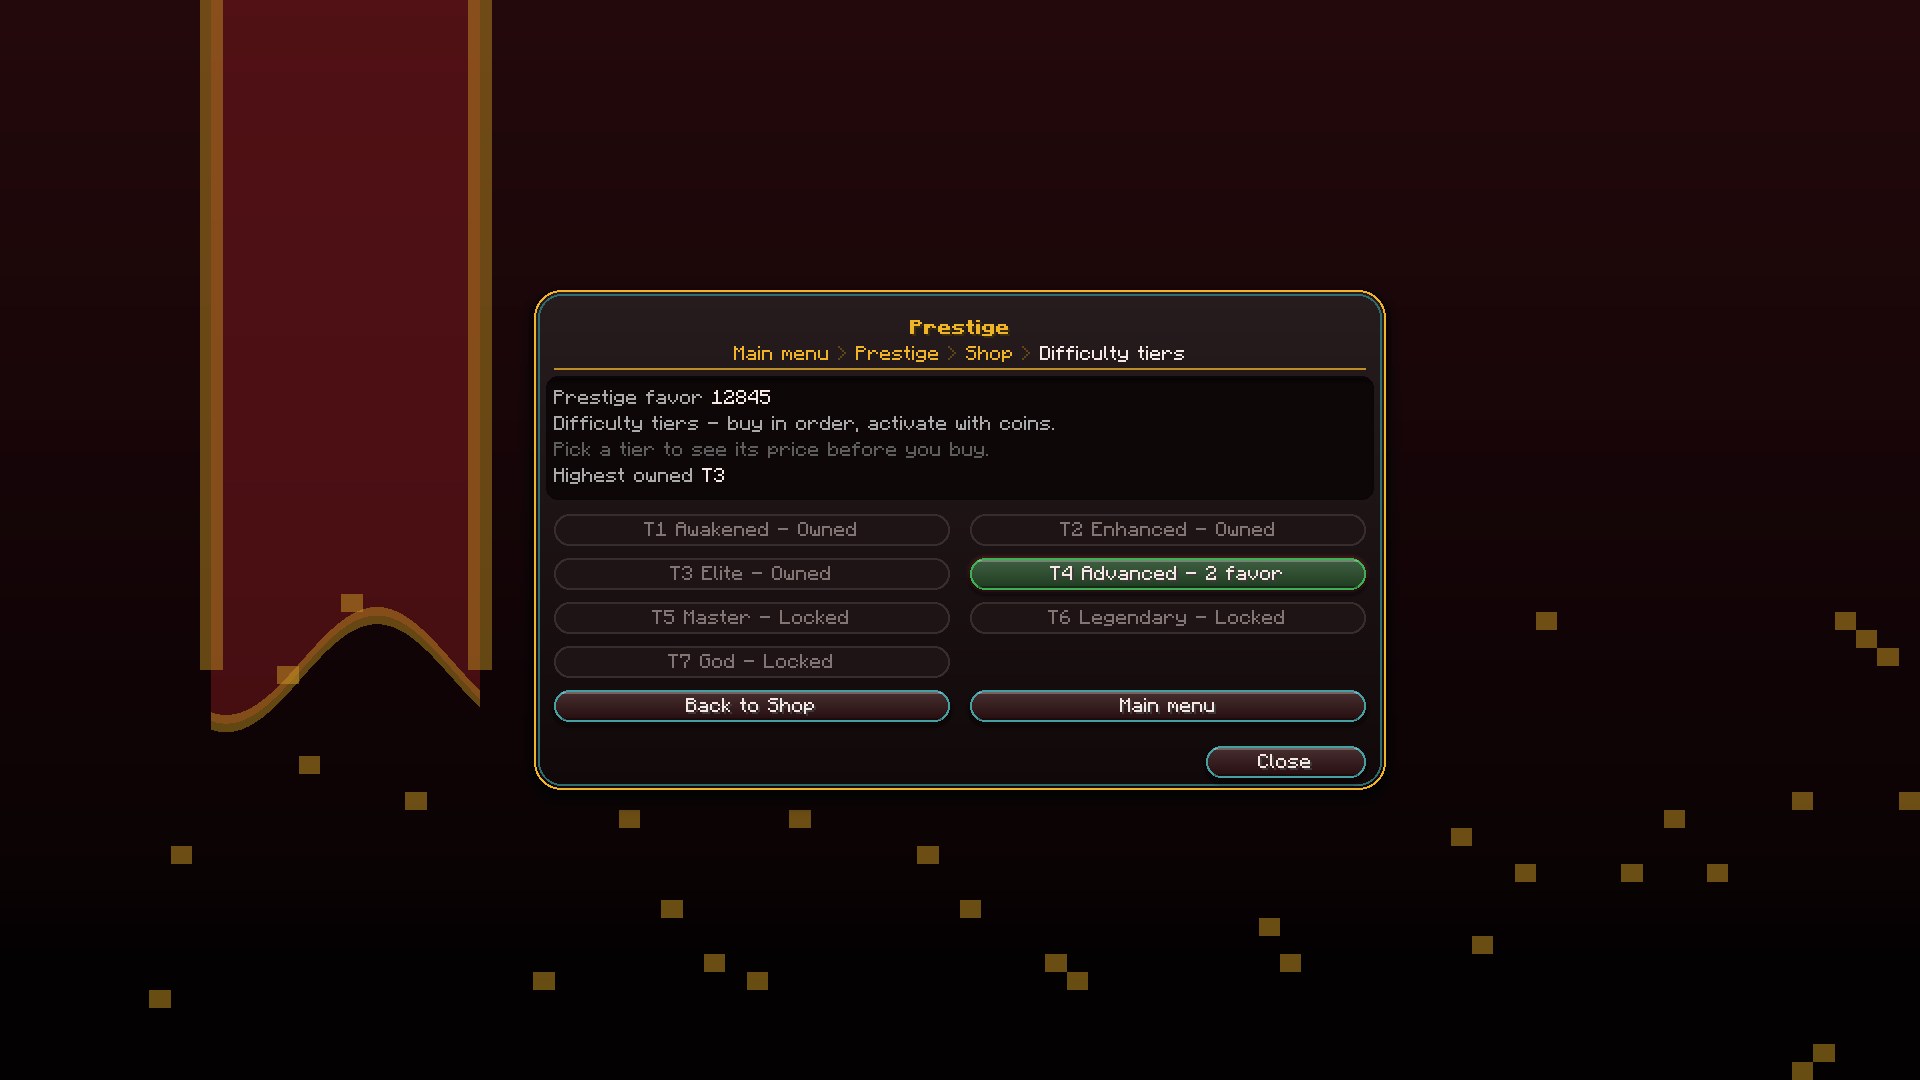 Prestige
Main menu > Prestige > Shop > Difficulty tiers
Prestige favor 12845
Difficulty tiers – buy in order, activate with coins.
Pick a tier to see its price before you buy.
Highest owned T3
T1 Awakened – Owned
T2 Enhanced – Owned
T3 Elite – Owned
T4 Advanced – 2 favor
T5 Master – Locked
T6 Legendary – Locked
T7 God – Locked
Back to Shop
Main menu
Close